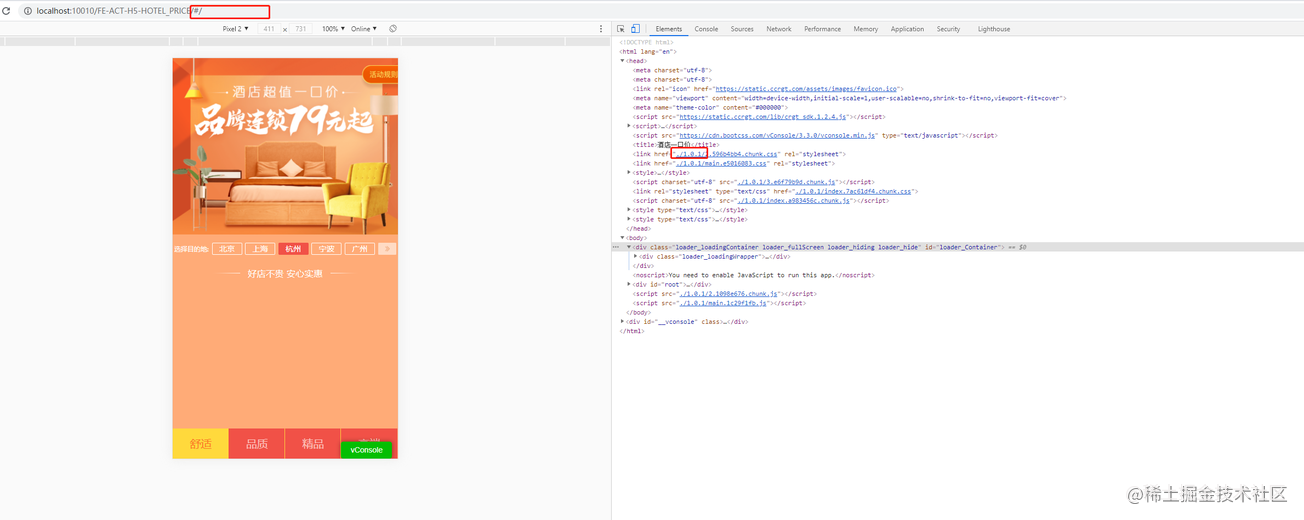 localhost:10010/FE-ACT-H5-HOTEL_PRICE/#/
Pixel 2 ▼ 411 × 731 100% ▼ Online ▼
Elements Console Sources Network Performance Memory Application Security Lighthouse
<!DOCTYPE html>
<html lang="en">
▼<head>
<meta charset="utf-8">
<meta charset="utf-8">
<link rel="icon" href="https://static.ccrgt.com/assets/images/favicon.ico">
<meta name="viewport" content="width=device-width,initial-scale=1,user-scalable=no,shrink-to-fit=no,viewport-fit=cover">
<meta name="theme-color" content="#000000">
<script src="https://static.ccrgt.com/lib/crgt_sdk.1.2.4.js"></script>
▶<script>…</script>
<script src="https://cdn.bootcss.com/vConsole/3.3.0/vconsole.min.js" type="text/javascript"></script>
<title>酒店一口价</title>
<link href="./1.0.1/1.596b4bb4.chunk.css" rel="stylesheet">
<link href="./1.0.1/main.e5016083.css" rel="stylesheet">
▶<style>…</style>
<script charset="utf-8" src="./1.0.1/3.e6f79b9d.chunk.js"></script>
<link rel="stylesheet" type="text/css" href="./1.0.1/index.7ac61df4.chunk.css">
<script charset="utf-8" src="./1.0.1/index.a983456c.chunk.js"></script>
▶<style type="text/css">…</style>
▶<style type="text/css">…</style>
</head>
▼<body>
▼<div class="loader_loadingContainer loader_fullScreen loader_hiding loader_hide" id="loader_Container"> == $0
▶<div class="loader_loadingWrapper">…</div>
</div>
<noscript>You need to enable JavaScript to run this app.</noscript>
▶<div id="root">…</div>
<script src="./1.0.1/2.1098e676.chunk.js"></script>
<script src="./1.0.1/main.1c29f1fb.js"></script>
</body>
▶<div id="__vconsole" class>…</div>
</html>
活动规则
酒店超值一口价
品牌连锁79元起
选择目的地: 北京 上海 杭州 宁波 广州 >
好店不贵 安心实惠
舒适 品质 精品
vConsole
@稀土掘金技术社区